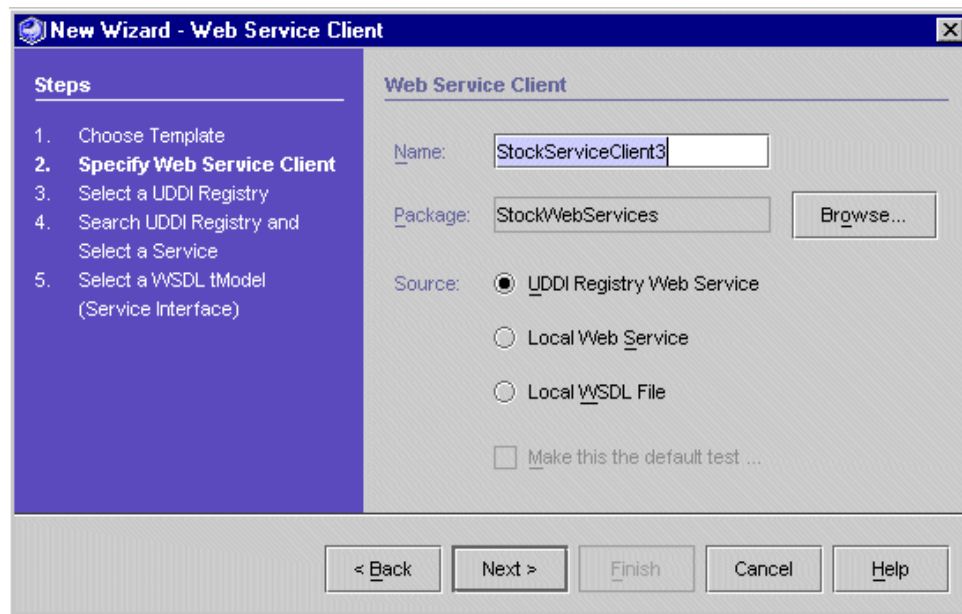 New Wizard - Web Service Client
Steps
1. Choose Template
2. Specify Web Service Client
3. Select a UDDI Registry
4. Search UDDI Registry and
Select a Service
5. Select a WSDL tModel
(Service Interface)
Web Service Client
Name: StockServiceClient3
Package: StockWebServices Browse...
Source: UDDI Registry Web Service
Local Web Service
Local WSDL File
Make this the default test ...
< Back Next > Finish Cancel Help